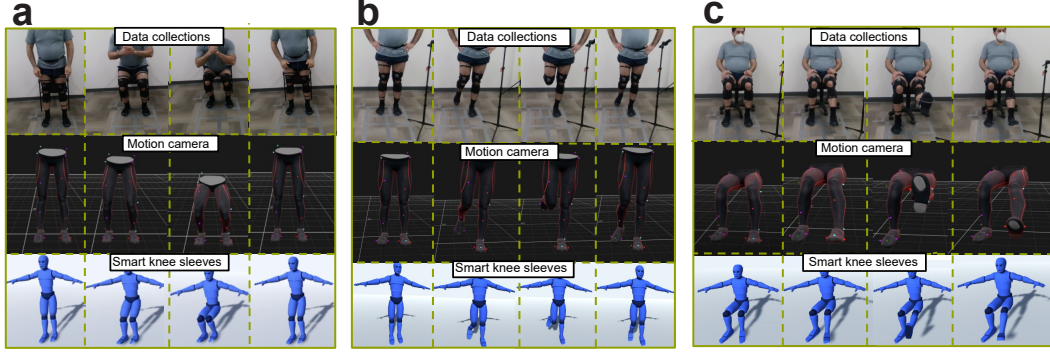 a
b
c
Data collections
Data collections
Data collections
Motion camera
Motion camera
Motion camera
Smart knee sleeves
Smart knee sleeves
Smart knee sleeves